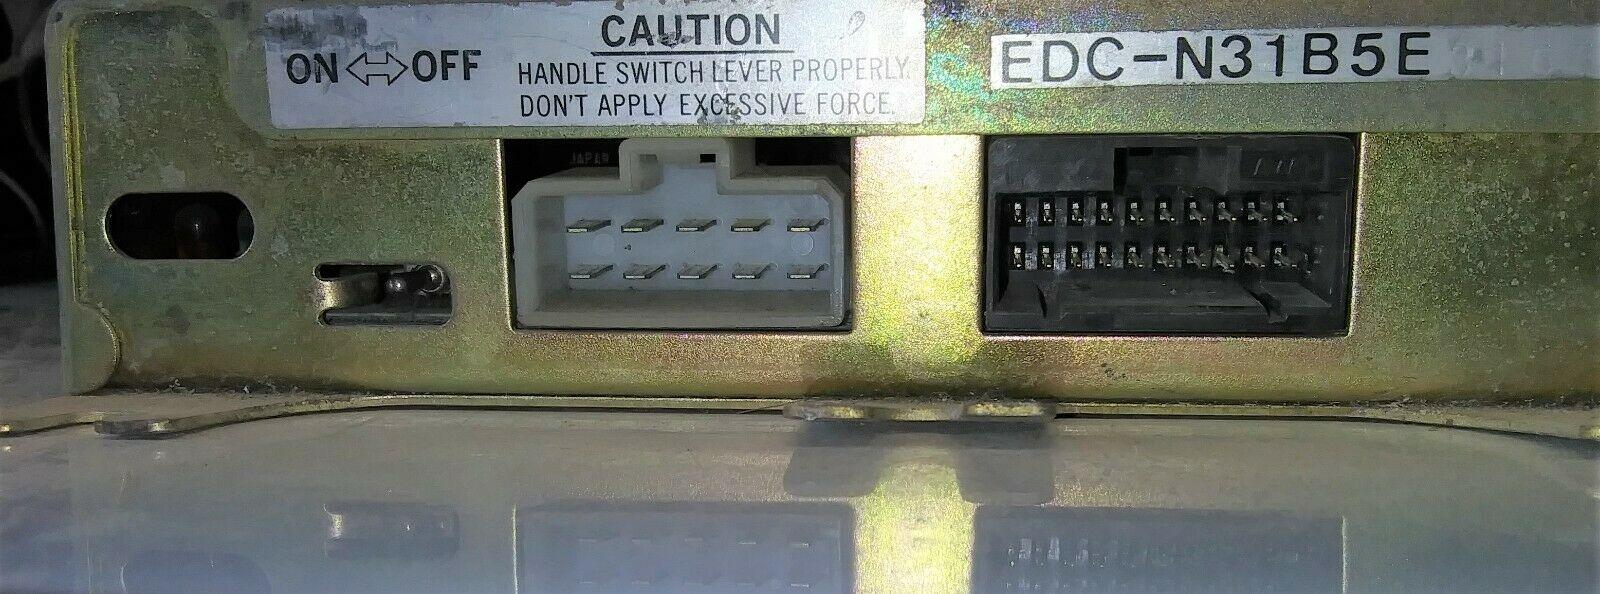 CAUTION
ON ⇔ OFF
HANDLE SWITCH LEVER PROPERLY.
DON'T APPLY EXCESSIVE FORCE.
EDC-N31B5E
JAPAN